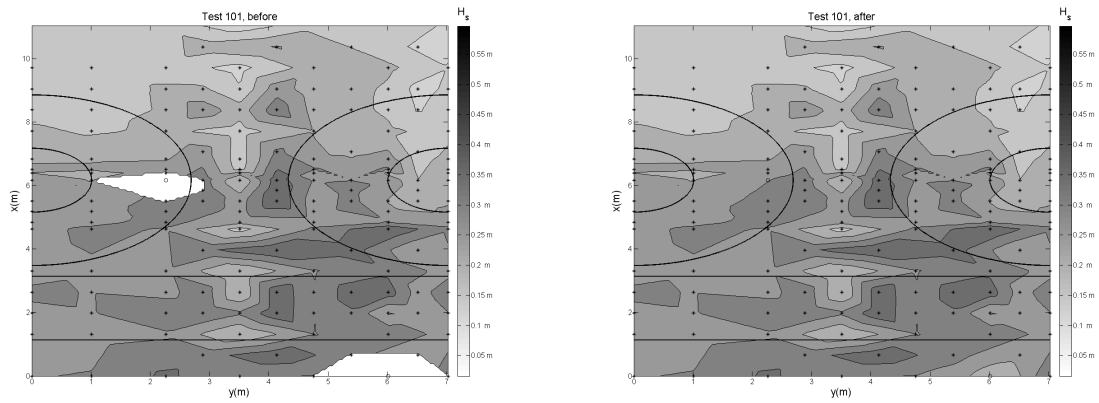 Test 101, before
H_s
10
8
6
4
2
0
x(m)
0 1 2 3 4 5 6 7
y(m)
0.55 m
0.5 m
0.45 m
0.4 m
0.35 m
0.3 m
0.25 m
0.2 m
0.15 m
0.1 m
0.05 m
Test 101, after
H_s
10
8
6
4
2
0
x(m)
0 1 2 3 4 5 6 7
y(m)
0.55 m
0.5 m
0.45 m
0.4 m
0.35 m
0.3 m
0.25 m
0.2 m
0.15 m
0.1 m
0.05 m